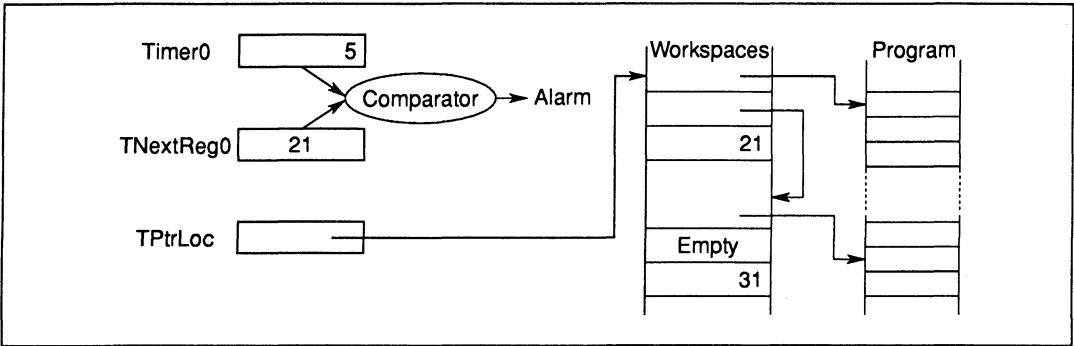 Timer0
5
Workspaces
Program
Comparator
Alarm
TNextReg0
21
21
TPtrLoc
Empty
31